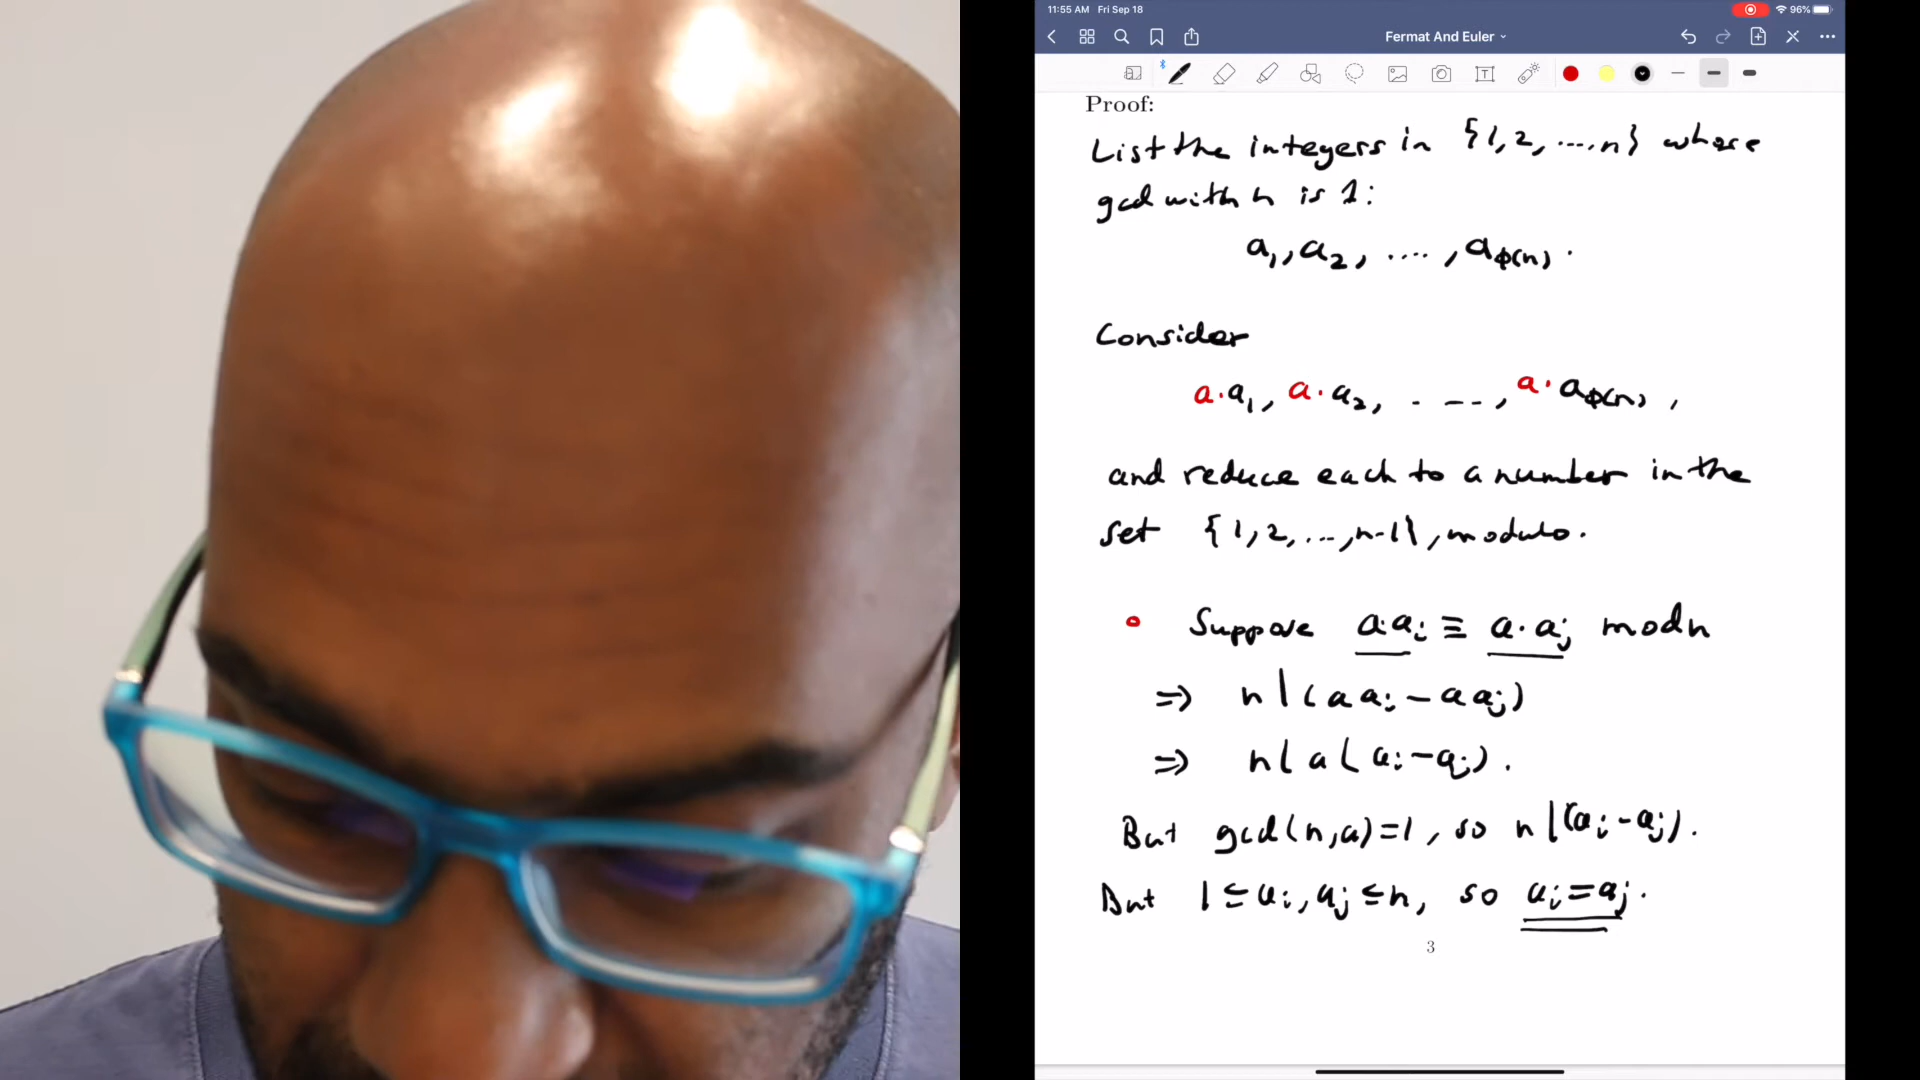 11:55 AM Fri Sep 18
96%
Fermat And Euler
Proof:
List the integers in {1, 2, ..., n} whose
gcd with n is 1:
a₁, a₂, ...., a_ϕ(n).
Consider
a·a₁, a·a₂, . --., a·a_ϕ(n),
and reduce each to a number in the
set {1, 2, ..., n-1}, modulo.
Suppose a·aᵢ ≡ a·aⱼ mod n
⇒ n | (a aᵢ − a aⱼ)
⇒ n | a (aᵢ − aⱼ).
But gcd(n, a) = 1, so n | (aᵢ − aⱼ).
But 1 ≤ aᵢ, aⱼ ≤ n, so aᵢ = aⱼ.
3